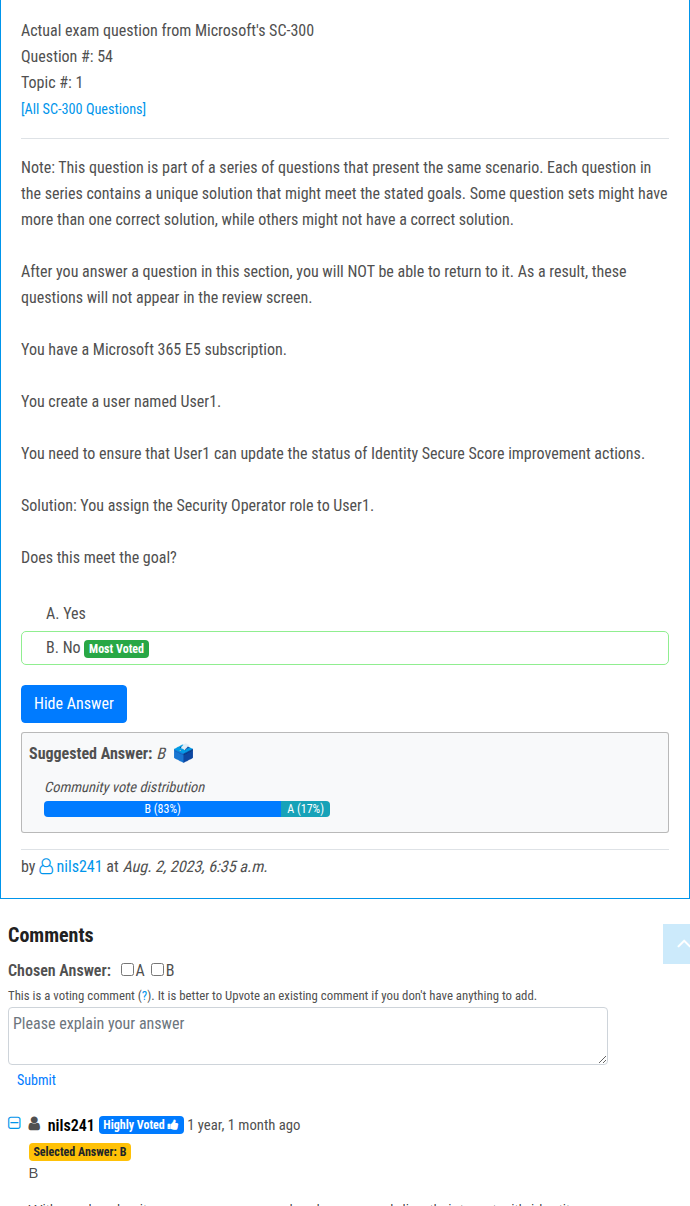 Actual exam question from Microsoft's SC-300
Question #: 54
Topic #: 1
[All SC-300 Questions]
Note: This question is part of a series of questions that present the same scenario. Each question in
the series contains a unique solution that might meet the stated goals. Some question sets might have
more than one correct solution, while others might not have a correct solution.
After you answer a question in this section, you will NOT be able to return to it. As a result, these
questions will not appear in the review screen.
You have a Microsoft 365 E5 subscription.
You create a user named User1.
You need to ensure that User1 can update the status of Identity Secure Score improvement actions.
Solution: You assign the Security Operator role to User1.
Does this meet the goal?
A. Yes
B. No Most Voted
Hide Answer
Suggested Answer: B
Community vote distribution
B (83%) A (17%)
by nils241 at Aug. 2, 2023, 6:35 a.m.
Comments
Chosen Answer: A B
This is a voting comment (?). It is better to Upvote an existing comment if you don't have anything to add.
Please explain your answer
Submit
nils241 Highly Voted 1 year, 1 month ago
Selected Answer: B
B